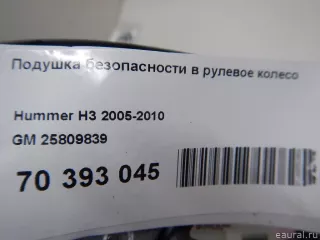 Подушка безопасности в рулевое колесо
Hummer H3 2005-2010
GM 25809839
70 393 045
eaural.ru